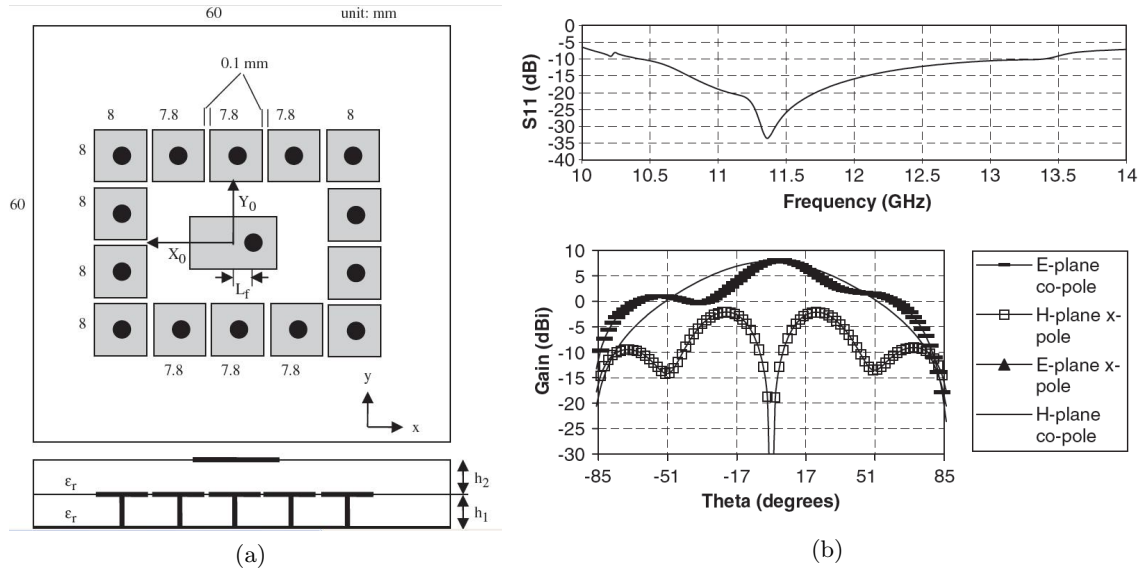 60
unit: mm
0.1 mm
8
7.8
7.8
7.8
8
8
8
60
Y0
X0
Lf
8
8
7.8
7.8
7.8
y
x
εr
h2
εr
h1
(a)
0
-5
-10
-15
-20
-25
-30
-35
-40
S11 (dB)
10
10.5
11
11.5
12
12.5
13
13.5
14
Frequency (GHz)
10
5
0
-5
-10
-15
-20
-25
-30
Gain (dBi)
-85
-51
-17
17
51
85
Theta (degrees)
E-plane
co-pole
H-plane x-
pole
E-plane x-
pole
H-plane
co-pole
(b)